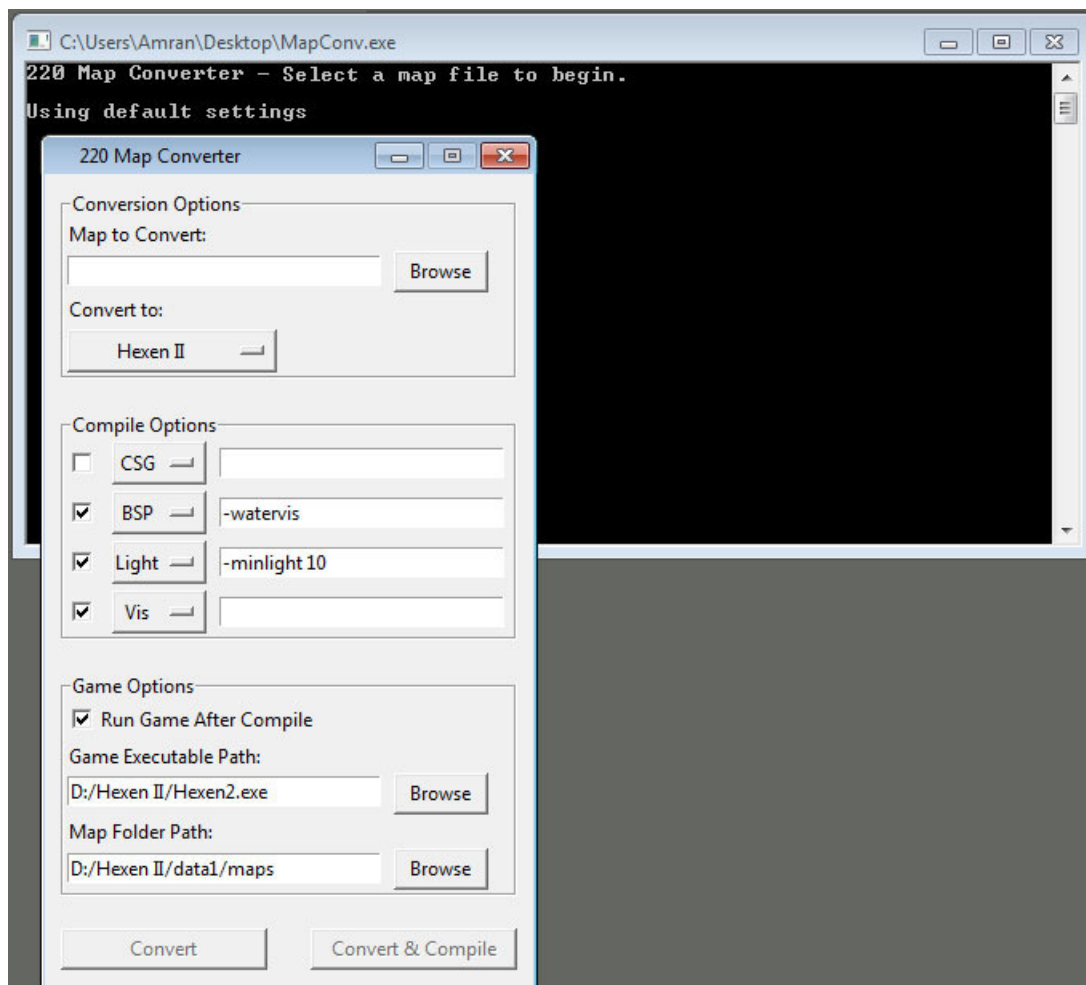 C:\Users\Amran\Desktop\MapConv.exe
220 Map Converter - Select a map file to begin.
Using default settings
220 Map Converter
Conversion Options
Map to Convert:
Browse
Convert to:
Hexen II
Compile Options
CSG
BSP -watervis
Light -minlight 10
Vis
Game Options
Run Game After Compile
Game Executable Path:
D:/Hexen II/Hexen2.exe Browse
Map Folder Path:
D:/Hexen II/data1/maps Browse
Convert Convert & Compile